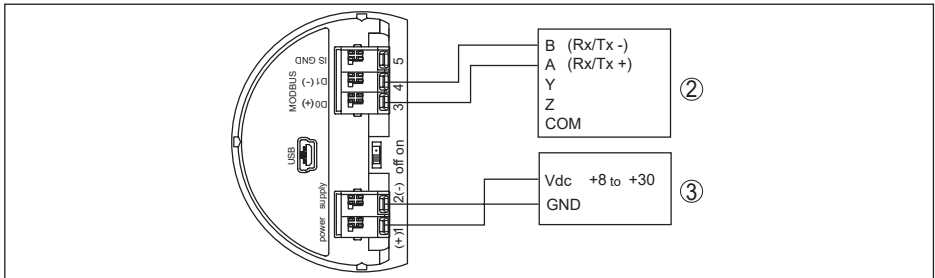 IS GND
MODBUS
D1(-)
D0(+)
USB
power supply
5
4
3
off on
2(-)
(+)1
B (Rx/Tx -)
A (Rx/Tx +)
Y
Z
COM
2
Vdc +8 to +30
GND
3